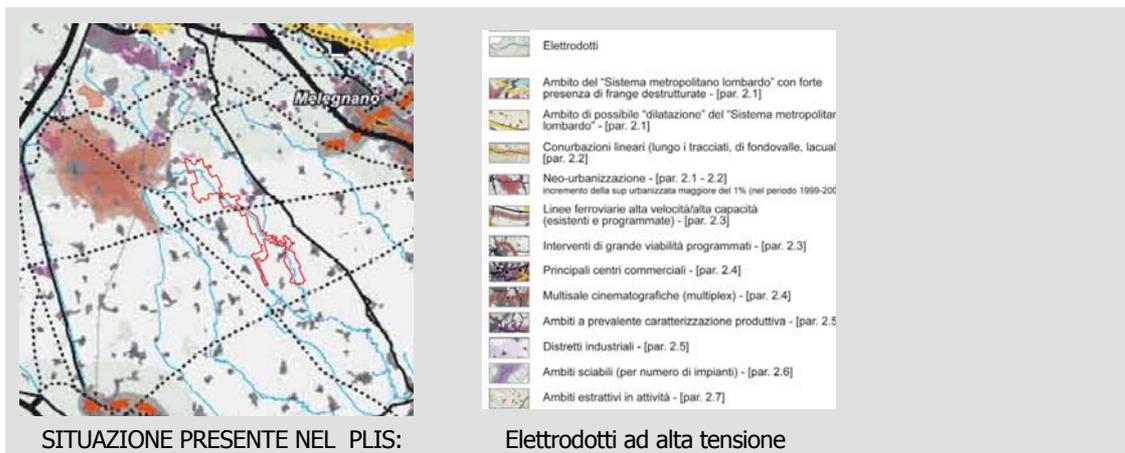 Melegnano
Elettrodotti
Ambito del "Sistema metropolitano lombardo" con forte
presenza di frange destrutturate - [par. 2.1]
Ambito di possibile "dilatazione" del "Sistema metropolitar
lombardo" - [par. 2.1]
Conurbazioni lineari (lungo i tracciati, di fondovalle, lacual
[par. 2.2]
Neo-urbanizzazione - [par. 2.1 - 2.2]
incremento della sup urbanizzata maggiore del 1% (nel periodo 1999-200
Linee ferroviarie alta velocità/alta capacità
(esistenti e programmate) - [par. 2.3]
Interventi di grande viabilità programmati - [par. 2.3]
Principali centri commerciali - [par. 2.4]
Multisale cinematografiche (multiplex) - [par. 2.4]
Ambiti a prevalente caratterizzazione produttiva - [par. 2.5
Distretti industriali - [par. 2.5]
Ambiti sciabili (per numero di impianti) - [par. 2.6]
Ambiti estrattivi in attività - [par. 2.7]
SITUAZIONE PRESENTE NEL PLIS:
Elettrodotti ad alta tensione